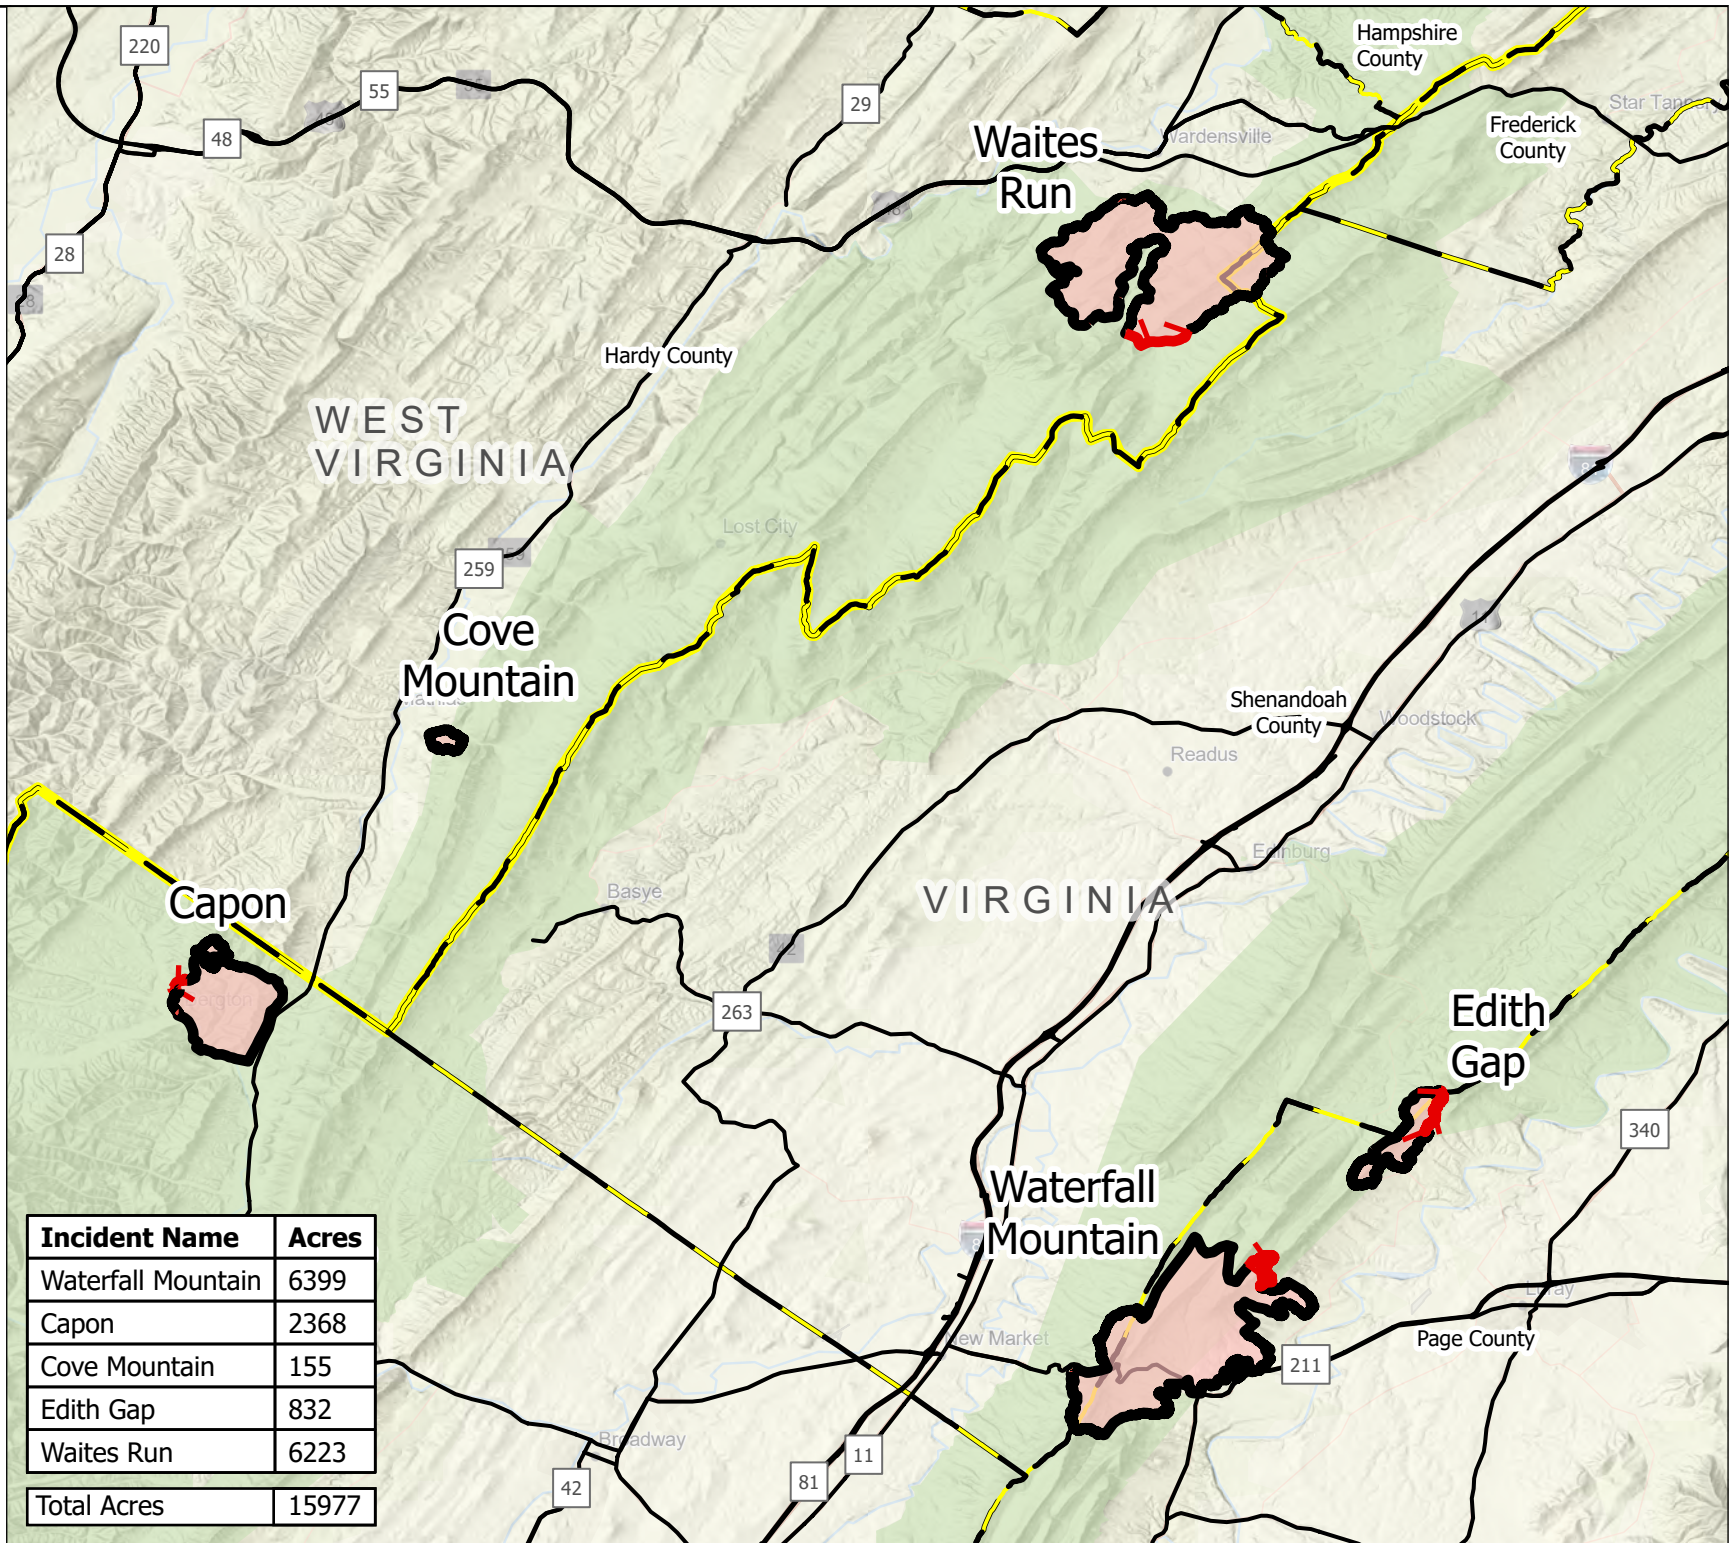 220
55
48
29
28
Hampshire
County
Star Tanner
Frederick
County
Wardensville
Waites
Run
Hardy County
WEST
VIRGINIA
Lost City
259
Cove
Mountain
Shenandoah
County
Woodstock
Readus
11
Edinburg
Capon
Basye
VIRGINIA
42
263
Edith
Gap
340
Waterfall
Mountain
Luray
New Market
Page County
211
Broadway
42
81
11
Incident Name Acres
Waterfall Mountain 6399
Capon 2368
Cove Mountain 155
Edith Gap 832
Waites Run 6223
Total Acres 15977